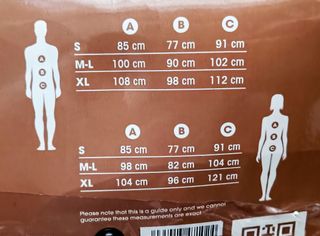 A B C
S 85 cm 77 cm 91 cm
M-L 100 cm 90 cm 102 cm
XL 108 cm 98 cm 112 cm
A
B
C
A B C
S 85 cm 77 cm 91 cm
M-L 98 cm 82 cm 104 cm
XL 104 cm 96 cm 121 cm
A
B
C
Please note that this is a guide only and we cannot
guarantee these measurements are exact